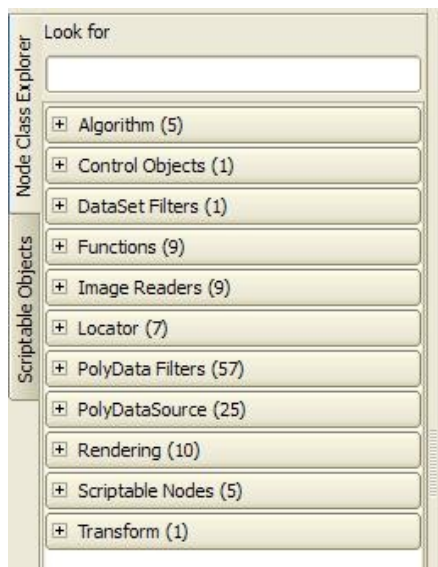 Look for
Node Class Explorer
Scriptable Objects
Algorithm (5)
Control Objects (1)
DataSet Filters (1)
Functions (9)
Image Readers (9)
Locator (7)
PolyData Filters (57)
PolyDataSource (25)
Rendering (10)
Scriptable Nodes (5)
Transform (1)